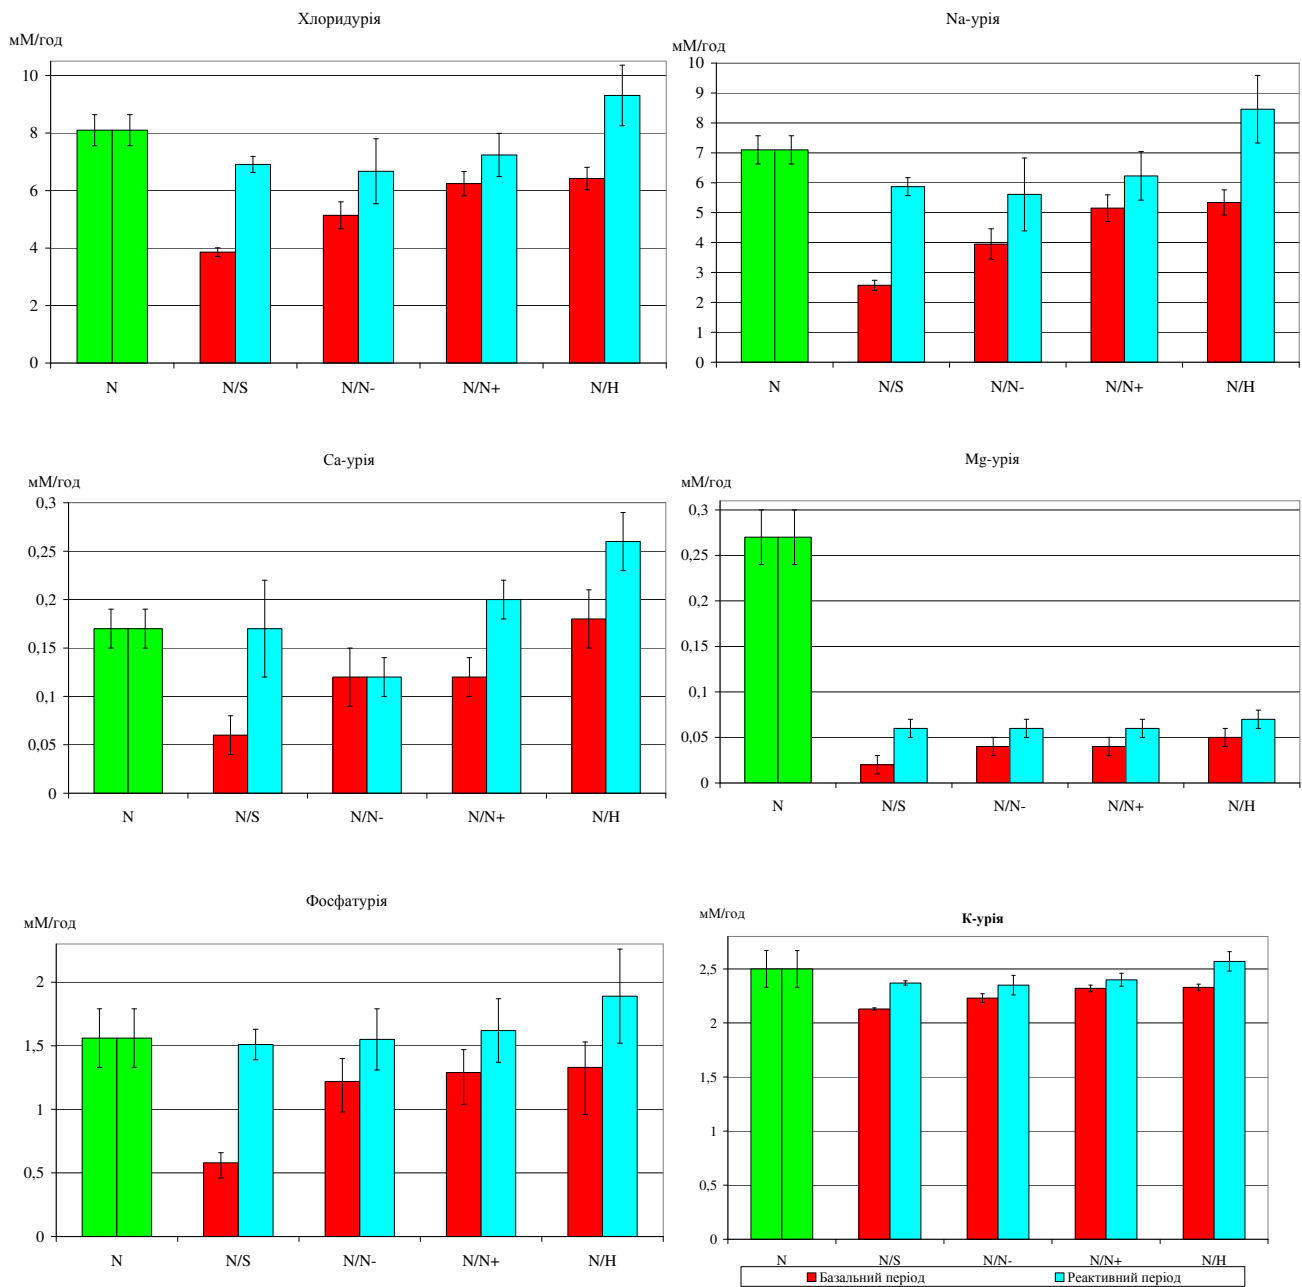 Хлоридурія
мМ/год
10
8
6
4
2
0
N N/S N/N- N/N+ N/H
Na-урія
мМ/год
10
9
8
7
6
5
4
3
2
1
0
N N/S N/N- N/N+ N/H
Ca-урія
мМ/год
0,3
0,25
0,2
0,15
0,1
0,05
0
N N/S N/N- N/N+ N/H
Mg-урія
мМ/год
0,3
0,25
0,2
0,15
0,1
0,05
0
N N/S N/N- N/N+ N/H
Фосфатурія
мМ/год
2
1,5
1
0,5
0
N N/S N/N- N/N+ N/H
К-урія
мМ/год
2,5
2
1,5
1
0,5
0
N N/S N/N- N/N+ N/H
Базальний період Реактивний період